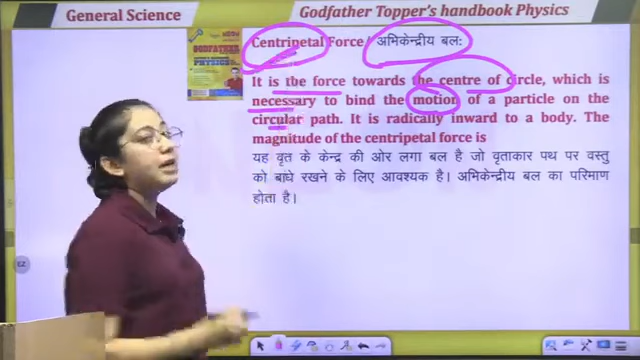 General Science
Godfather Topper's handbook Physics
GODFATHER
PHYSICS
Centripetal Force/ अभिकेन्द्रीय बल:
It is the force towards the centre of circle, which is
necessary to bind the motion of a particle on the
circular path. It is radically inward to a body. The
magnitude of the centripetal force is
यह वृत के केन्द्र की ओर लगा बल है जो वृताकार पथ पर वस्तु
को बांधे रखने के लिए आवश्यक है। अभिकेन्द्रीय बल का परिमाण
होता है।